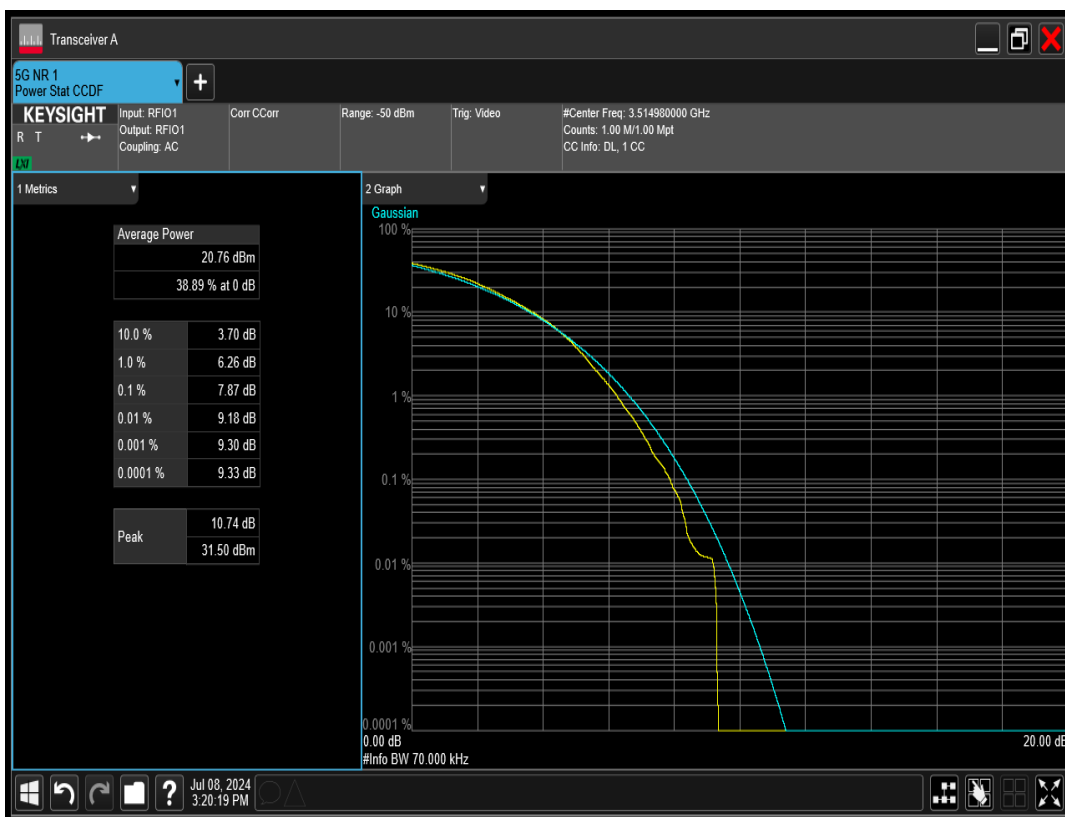 Transceiver A
5G NR 1
Power Stat CCDF
+
KEYSIGHT
R T
LXI
Input: RFIO1
Output: RFIO1
Coupling: AC
Corr CCorr
Range: -50 dBm
Trig: Video
#Center Freq: 3.514980000 GHz
Counts: 1.00 M/1.00 Mpt
CC Info: DL, 1 CC
1 Metrics
Average Power
20.76 dBm
38.89 % at 0 dB
10.0 % 3.70 dB
1.0 % 6.26 dB
0.1 % 7.87 dB
0.01 % 9.18 dB
0.001 % 9.30 dB
0.0001 % 9.33 dB
Peak
10.74 dB
31.50 dBm
2 Graph
Gaussian
100 %
10 %
1 %
0.1 %
0.01 %
0.001 %
0.0001 %
0.00 dB
20.00 dB
#Info BW 70.000 kHz
?
Jul 08, 2024
3:20:19 PM